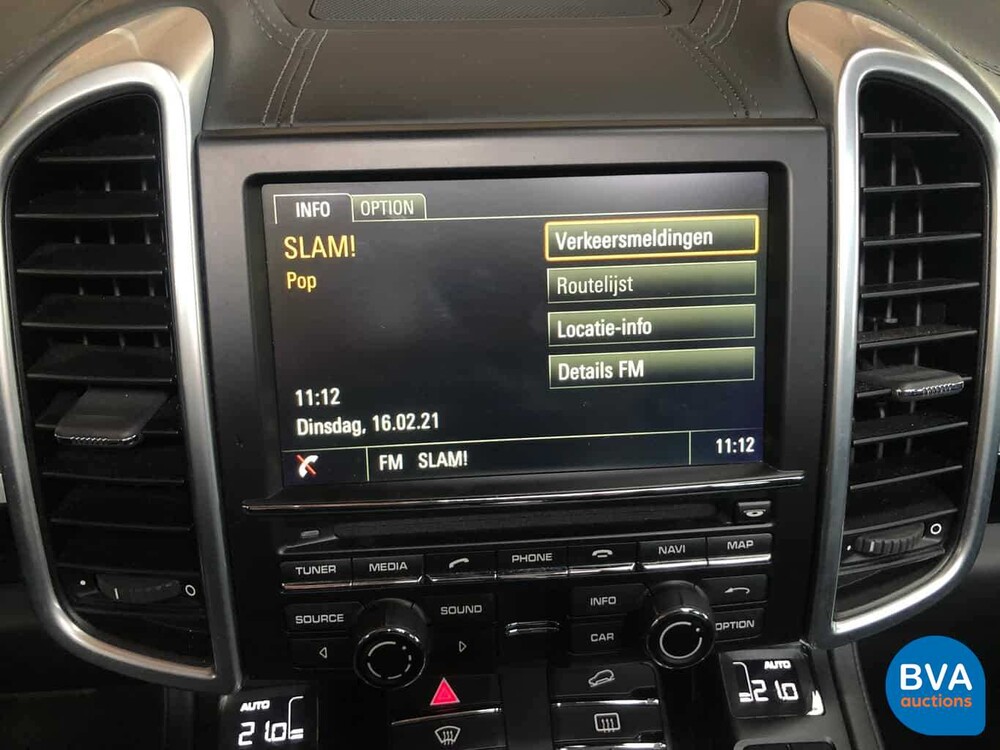 INFO OPTION
SLAM!
Pop
Verkeersmeldingen
Routelijst
Locatie-info
Details FM
11:12
Dinsdag, 16.02.21
FM SLAM! 11:12
TUNER MEDIA PHONE NAVI MAP
SOURCE SOUND INFO OPTION
CAR
AUTO
21.0
AUTO
21.0
BVA
auctions